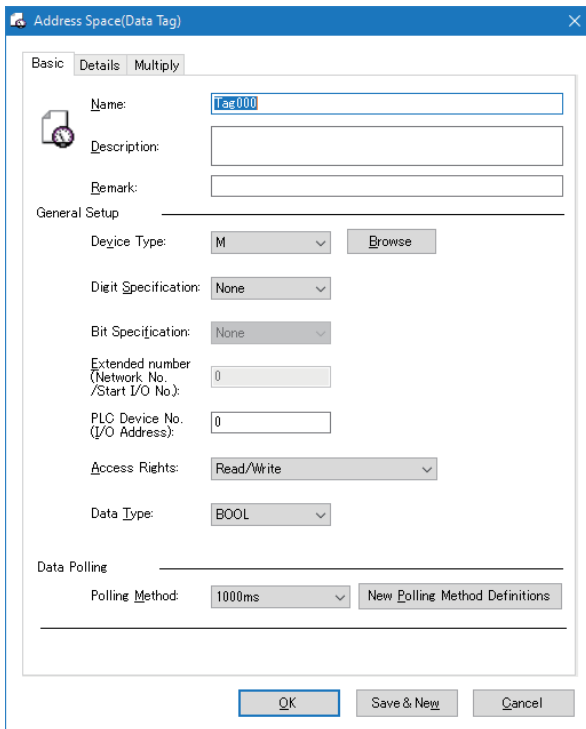 Address Space(Data Tag)
Basic Details Multiply
Name: Tag000
Description:
Remark:
General Setup
Device Type: M Browse
Digit Specification: None
Bit Specification: None
Extended number
(Network No.
/Start I/O No.): 0
PLC Device No.
(I/O Address): 0
Access Rights: Read/Write
Data Type: BOOL
Data Polling
Polling Method: 1000ms New Polling Method Definitions
OK Save & New Cancel